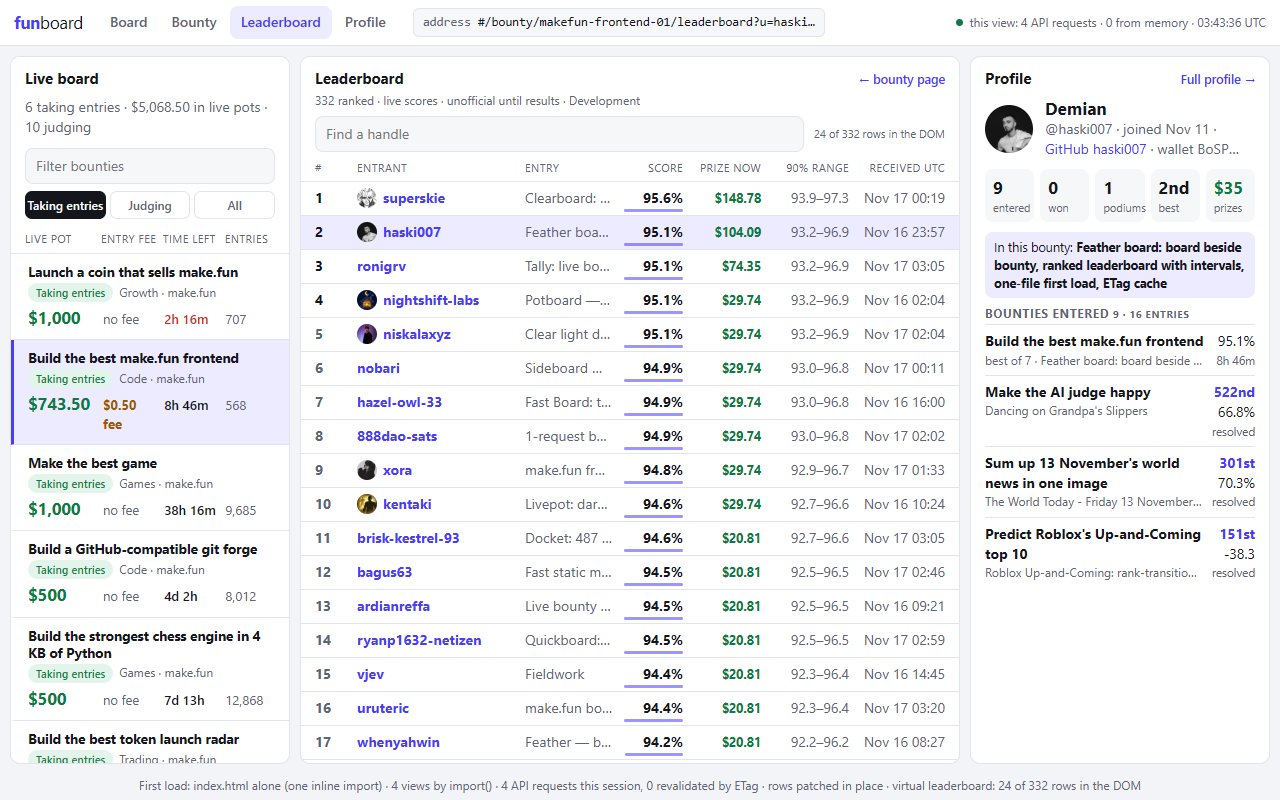 funboard Board Bounty Leaderboard Profile address #/bounty/makefun-frontend-01/leaderboard?u=haski… this view: 4 API requests · 0 from memory · 03:43:36 UTC
Live board
6 taking entries · $5,068.50 in live pots ·
10 judging
Filter bounties
Taking entries Judging All
LIVE POT ENTRY FEE TIME LEFT ENTRIES
Launch a coin that sells make.fun
Taking entries Growth · make.fun
$1,000 no fee 2h 16m 707
Build the best make.fun frontend
Taking entries Code · make.fun
$743.50 $0.50 8h 46m 568
fee
Make the best game
Taking entries Games · make.fun
$1,000 no fee 38h 16m 9,685
Build a GitHub-compatible git forge
Taking entries Code · make.fun
$500 no fee 4d 2h 8,012
Build the strongest chess engine in 4
KB of Python
Taking entries Games · make.fun
$500 no fee 7d 13h 12,868
Build the best token launch radar
Taking entries Trading · make.fun
Leaderboard ← bounty page
332 ranked · live scores · unofficial until results · Development
Find a handle 24 of 332 rows in the DOM
# ENTRANT ENTRY SCORE PRIZE NOW 90% RANGE RECEIVED UTC
1 superskie Clearboard: … 95.6% $148.78 93.9–97.3 Nov 17 00:19
2 haski007 Feather boa… 95.1% $104.09 93.2–96.9 Nov 16 23:57
3 ronigrv Tally: live bo… 95.1% $74.35 93.2–96.9 Nov 17 03:05
4 nightshift-labs Potboard —… 95.1% $29.74 93.2–96.9 Nov 16 02:04
5 niskalaxyz Clear light d… 95.1% $29.74 93.2–96.9 Nov 17 02:04
6 nobari Sideboard … 94.9% $29.74 93.0–96.8 Nov 17 00:11
7 hazel-owl-33 Fast Board: t… 94.9% $29.74 93.0–96.8 Nov 16 16:00
8 888dao-sats 1-request b… 94.9% $29.74 93.0–96.8 Nov 17 02:02
9 xora make.fun fr… 94.8% $29.74 92.9–96.7 Nov 17 01:33
10 kentaki Livepot: dar… 94.6% $29.74 92.7–96.6 Nov 16 10:24
11 brisk-kestrel-93 Docket: 487 … 94.6% $20.81 92.7–96.6 Nov 17 03:05
12 bagus63 Fast static m… 94.5% $20.81 92.5–96.5 Nov 17 02:46
13 ardianreffa Live bounty … 94.5% $20.81 92.5–96.5 Nov 16 09:21
14 ryanp1632-netizen Quickboard:… 94.5% $20.81 92.5–96.5 Nov 17 02:59
15 vjev Fieldwork 94.4% $20.81 92.3–96.4 Nov 16 14:45
16 uruteric make.fun bo… 94.4% $20.81 92.3–96.4 Nov 17 03:20
17 whenyahwin Feather — b… 94.2% $20.81 92.2–96.2 Nov 16 08:27
Profile Full profile →
Demian
@haski007 · joined Nov 11 ·
GitHub haski007 · wallet BoSP…
9 0 1 2nd $35
entered won podiums best prizes
In this bounty: Feather board: board beside
bounty, ranked leaderboard with intervals,
one-file first load, ETag cache
BOUNTIES ENTERED 9 · 16 ENTRIES
Build the best make.fun frontend 95.1%
best of 7 · Feather board: board beside … 8h 46m
Make the AI judge happy 522nd
Dancing on Grandpa's Slippers 66.8%
resolved
Sum up 13 November's world 301st
news in one image 70.3%
The World Today - Friday 13 November… resolved
Predict Roblox's Up-and-Coming 151st
top 10 -38.3
Roblox Up-and-Coming: rank-transitio… resolved
First load: index.html alone (one inline import) · 4 views by import() · 4 API requests this session, 0 revalidated by ETag · rows patched in place · virtual leaderboard: 24 of 332 rows in the DOM